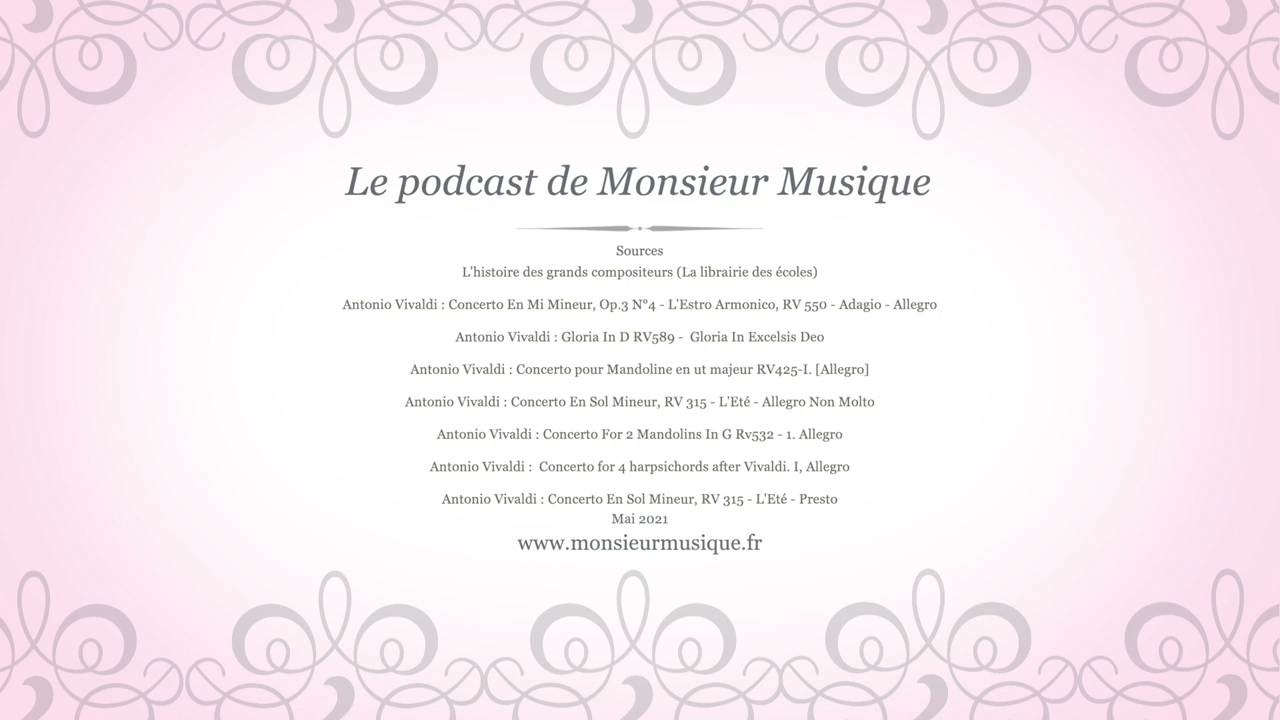 Le podcast de Monsieur Musique
Sources
L'histoire des grands compositeurs (La librairie des écoles)
Antonio Vivaldi : Concerto En Mi Mineur, Op.3 N°4 - L'Estro Armonico, RV 550 - Adagio - Allegro
Antonio Vivaldi : Gloria In D RV589 -  Gloria In Excelsis Deo
Antonio Vivaldi : Concerto pour Mandoline en ut majeur RV425-I. [Allegro]
Antonio Vivaldi : Concerto En Sol Mineur, RV 315 - L'Eté - Allegro Non Molto
Antonio Vivaldi : Concerto For 2 Mandolins In G Rv532 - 1. Allegro
Antonio Vivaldi :  Concerto for 4 harpsichords after Vivaldi. I, Allegro
Antonio Vivaldi : Concerto En Sol Mineur, RV 315 - L'Eté - Presto
Mai 2021
www.monsieurmusique.fr